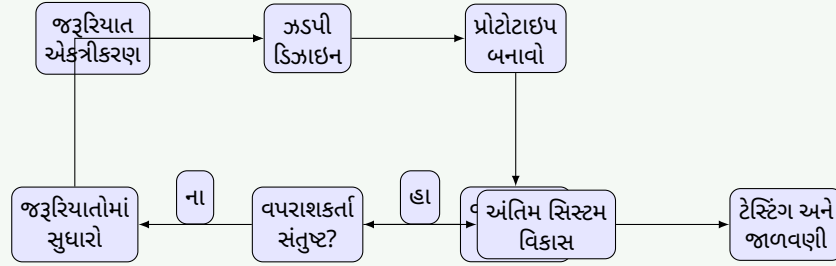 જરૂરિયાત
એકત્રીકરણ
ઝડપી
ડિઝાઇન
પ્રોટોટાઇપ
બનાવો
જરૂરિયાતોમાં
સુધારો
ના
વપરાશકર્તા
સંતુષ્ટ?
હા
અંતિમ સિસ્ટમ
વિકાસ
ટેસ્ટિંગ અને
જાળવણી